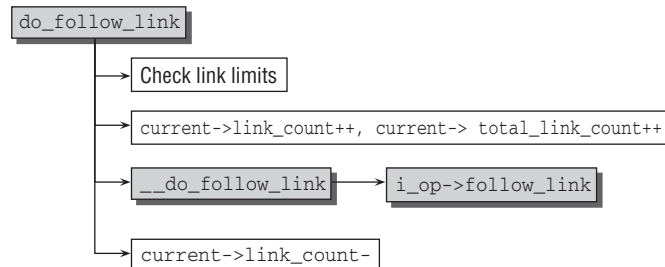 do_follow_link
Check link limits
current->link_count++, current-> total_link_count++
__do_follow_link
i_op->follow_link
current->link_count-